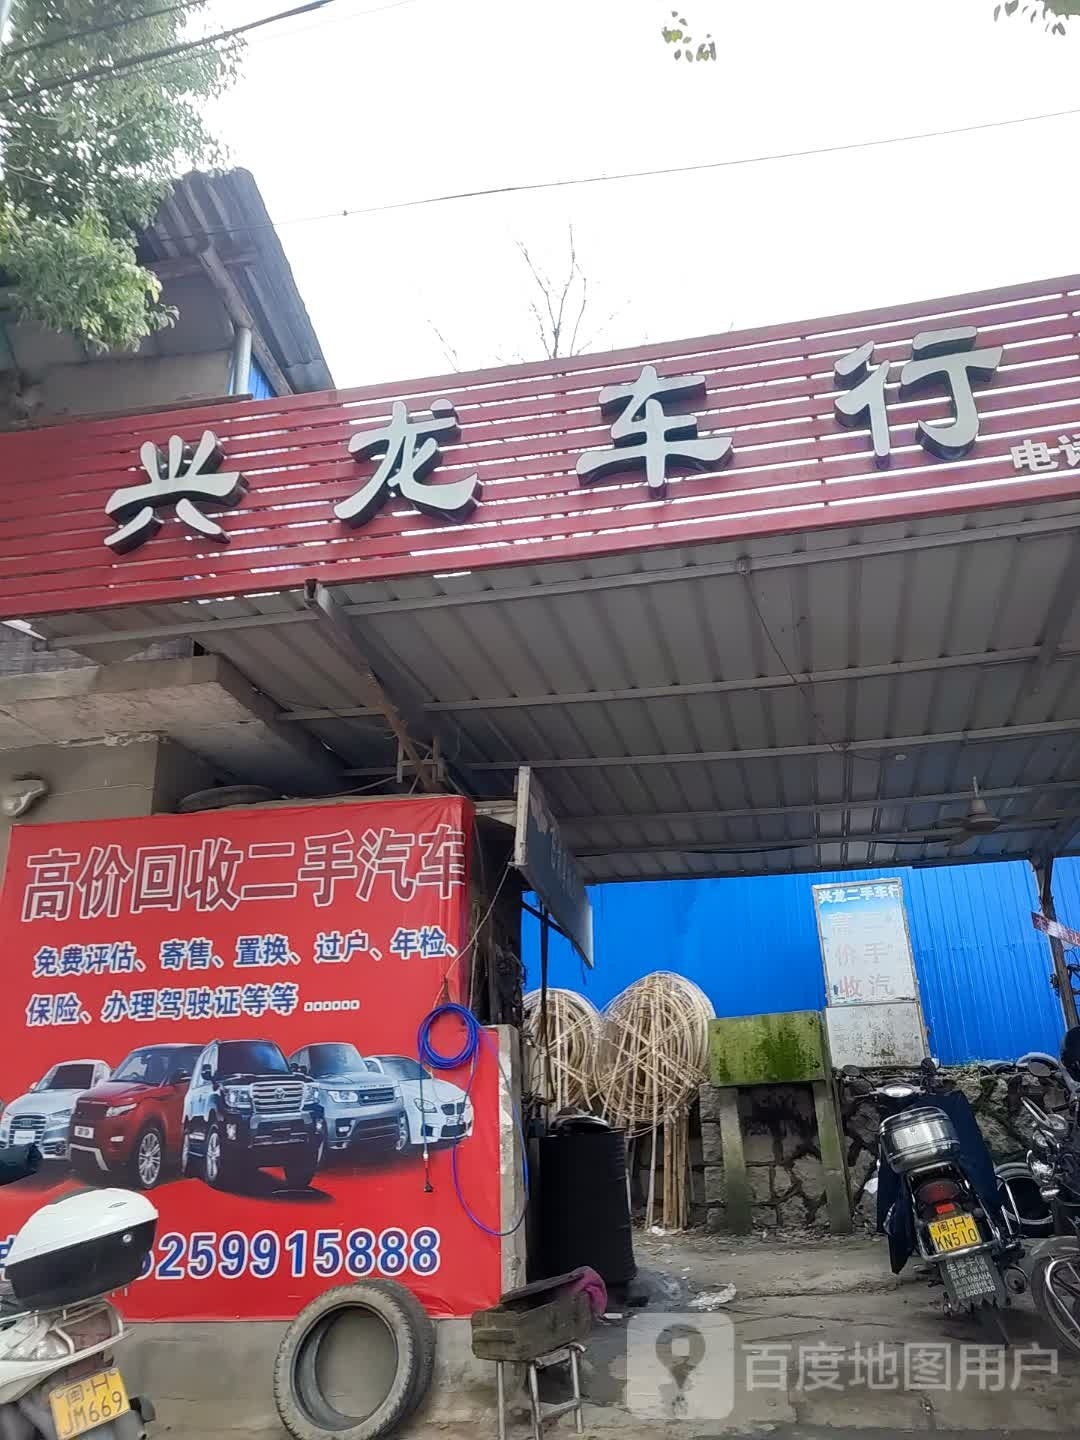 兴龙车行
电话
高价回收二手汽车
免费评估、寄售、置换、过户、年检、
保险、办理驾驶证等等……
5259915888
兴龙二手车行
高价收
二手汽
闽·H
KN510
闽·H
JM669
百度地图用户